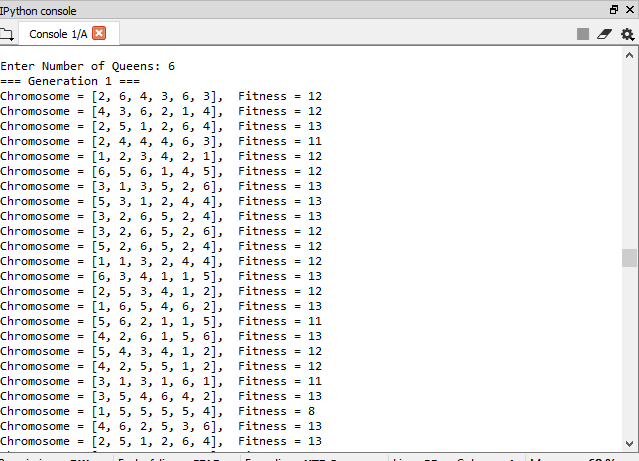 IPython console
Console 1/A
Enter Number of Queens: 6
=== Generation 1 ===
Chromosome = [2, 6, 4, 3, 6, 3],  Fitness = 12
Chromosome = [4, 3, 6, 2, 1, 4],  Fitness = 12
Chromosome = [2, 5, 1, 2, 6, 4],  Fitness = 13
Chromosome = [2, 4, 4, 4, 6, 3],  Fitness = 11
Chromosome = [1, 2, 3, 4, 2, 1],  Fitness = 12
Chromosome = [6, 5, 6, 1, 4, 5],  Fitness = 12
Chromosome = [3, 1, 3, 5, 2, 6],  Fitness = 13
Chromosome = [5, 3, 1, 2, 4, 4],  Fitness = 13
Chromosome = [3, 2, 6, 5, 2, 4],  Fitness = 13
Chromosome = [3, 2, 6, 5, 2, 6],  Fitness = 12
Chromosome = [5, 2, 6, 5, 2, 4],  Fitness = 12
Chromosome = [1, 1, 3, 2, 4, 4],  Fitness = 12
Chromosome = [6, 3, 4, 1, 1, 5],  Fitness = 13
Chromosome = [2, 5, 3, 4, 1, 2],  Fitness = 12
Chromosome = [1, 6, 5, 4, 6, 2],  Fitness = 13
Chromosome = [5, 6, 2, 1, 1, 5],  Fitness = 11
Chromosome = [4, 2, 6, 1, 5, 6],  Fitness = 13
Chromosome = [5, 4, 3, 4, 1, 2],  Fitness = 12
Chromosome = [4, 2, 5, 5, 1, 2],  Fitness = 12
Chromosome = [3, 1, 3, 1, 6, 1],  Fitness = 11
Chromosome = [3, 5, 4, 6, 4, 2],  Fitness = 13
Chromosome = [1, 5, 5, 5, 5, 4],  Fitness = 8
Chromosome = [4, 6, 2, 5, 3, 6],  Fitness = 13
Chromosome = [2, 5, 1, 2, 6, 4],  Fitness = 13